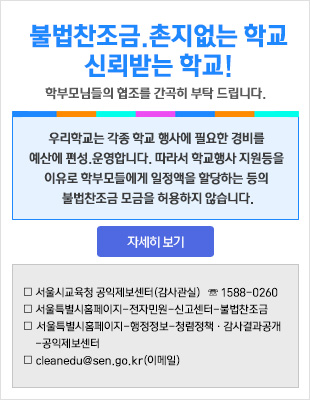 불법찬조금.촌지없는 학교
신뢰받는 학교!
학부모님들의 협조를 간곡히 부탁 드립니다.
우리학교는 각종 학교 행사에 필요한 경비를
예산에 편성.운영합니다. 따라서 학교행사 지원등을
이유로 학부모들에게 일정액을 할당하는 등의
불법찬조금 모금을 허용하지 않습니다.
자세히 보기
□ 서울시교육청 공익제보센터(감사관실) ☏ 1588-0260
□ 서울특별시홈페이지-전자민원-신고센터-불법찬조금
□ 서울특별시홈페이지-행정정보-청렴정책·감사결과공개
-공익제보센터
□ cleanedu@sen.go.kr(이메일)